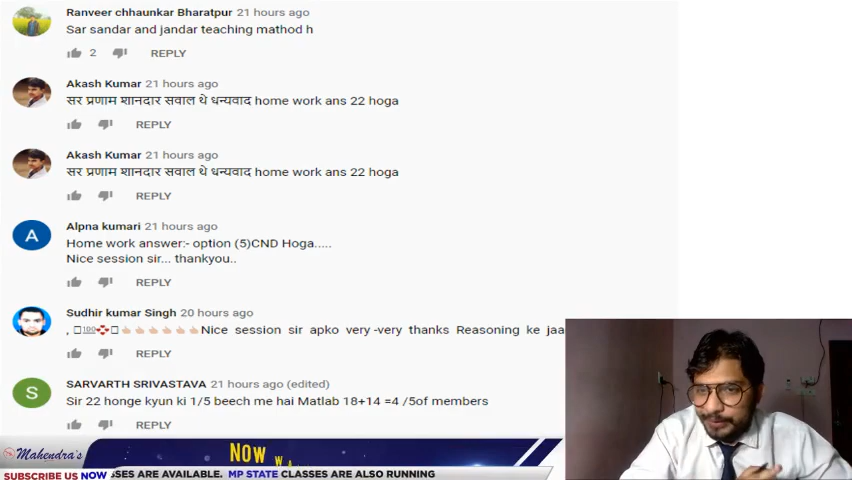 Ranveer chhaunkar Bharatpur 21 hours ago
Sar sandar and jandar teaching mathod h
2 REPLY
Akash Kumar 21 hours ago
सर प्रणाम शानदार सवाल थे धन्यवाद home work ans 22 hoga
REPLY
Akash Kumar 21 hours ago
सर प्रणाम शानदार सवाल थे धन्यवाद home work ans 22 hoga
REPLY
A
Alpna kumari 21 hours ago
Home work answer:- option (5)CND Hoga.....
Nice session sir... thankyou..
REPLY
Sudhir kumar Singh 20 hours ago
Nice session sir apko very -very thanks Reasoning ke jaa
REPLY
S
SARVARTH SRIVASTAVA 21 hours ago (edited)
Sir 22 honge kyun ki 1/5 beech me hai Matlab 18+14 =4 /5of members
REPLY
Mahendra's
NOW WA
SUBSCRIBE US NOW SSES ARE AVAILABLE. MP STATE CLASSES ARE ALSO RUNNING